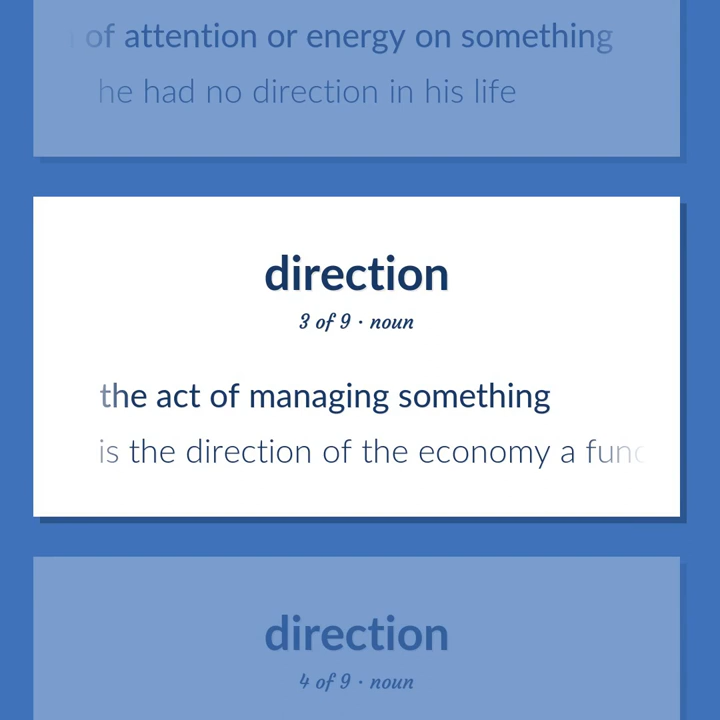 of attention or energy on something
he had no direction in his life
direction
3 of 9 · noun
the act of managing something
is the direction of the economy a
direction
4 of 9 · noun